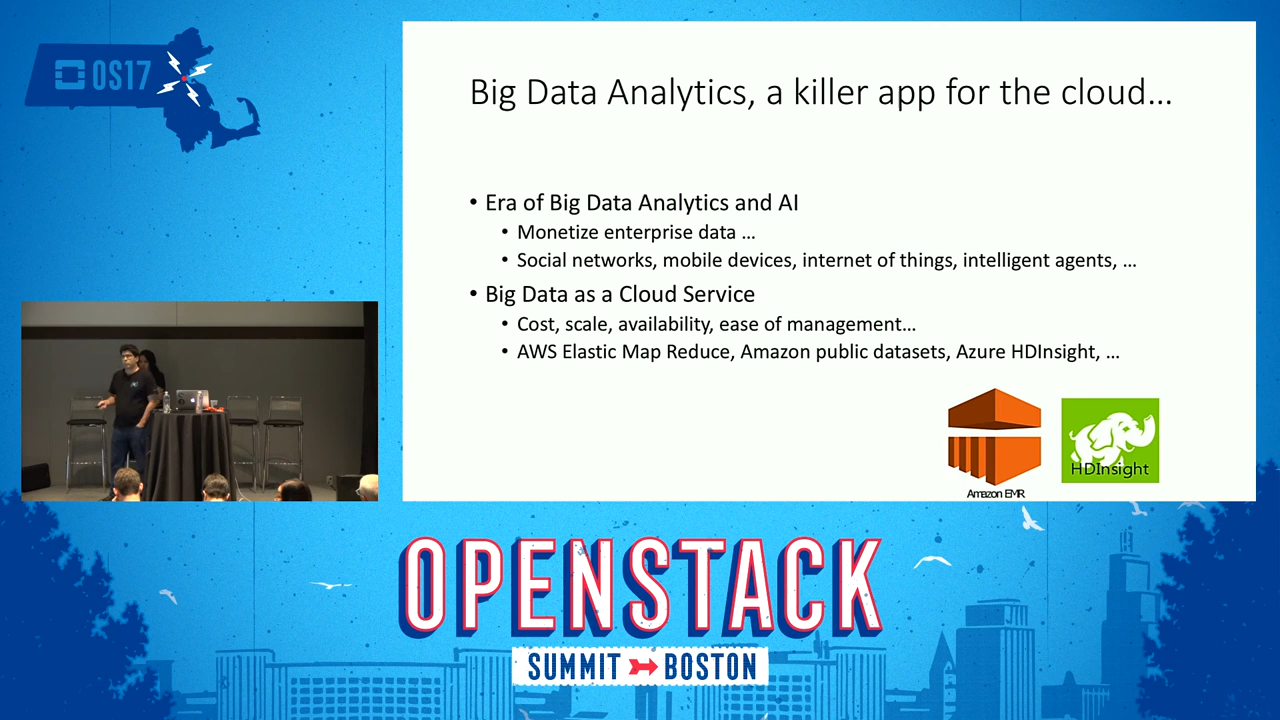 OS17
Big Data Analytics, a killer app for the cloud...
• Era of Big Data Analytics and AI
• Monetize enterprise data ...
• Social networks, mobile devices, internet of things, intelligent agents, ...
• Big Data as a Cloud Service
• Cost, scale, availability, ease of management...
• AWS Elastic Map Reduce, Amazon public datasets, Azure HDInsight, ...
Amazon EMR
HDInsight
OPENSTACK
SUMMIT BOSTON